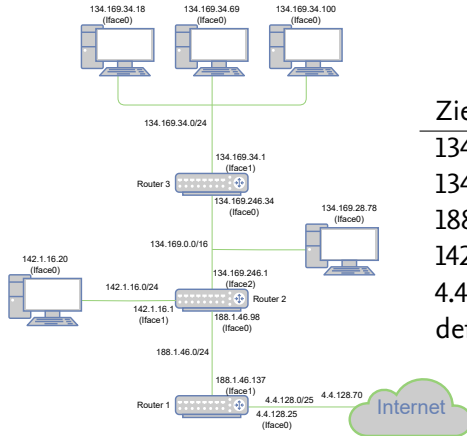 134.169.34.18
(Iface0)
134.169.34.69
(Iface0)
134.169.34.100
(Iface0)
134.169.34.0/24
134.169.34.1
(Iface1)
Router 3
134.169.246.34
(Iface0)
134.169.28.78
(Iface0)
134.169.0.0/16
142.1.16.20
(Iface0)
134.169.246.1
(Iface2)
142.1.16.0/24
Router 2
142.1.16.1
(Iface1)
188.1.46.98
(Iface0)
188.1.46.0/24
188.1.46.137
(Iface1)
Router 1
4.4.128.0/25
4.4.128.70
4.4.128.25
(Iface0)
Internet
Zie
134
134
188
142
4.4